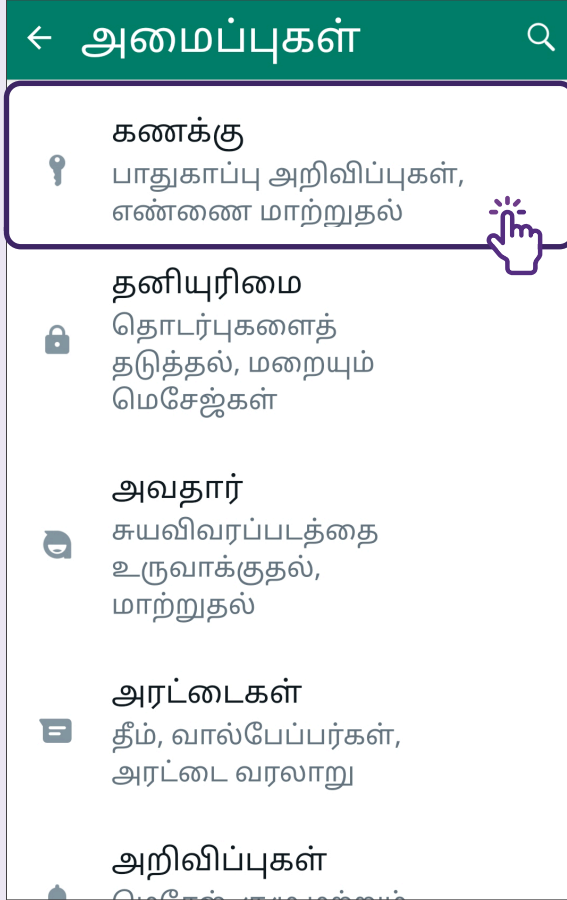 அமைப்புகள்
கணக்கு
பாதுகாப்பு அறிவிப்புகள்,
எண்ணை மாற்றுதல்
தனியுரிமை
தொடர்புகளைத்
தடுத்தல், மறையும்
மெசேஜ்கள்
அவதார்
சுயவிவரப்படத்தை
உருவாக்குதல்,
மாற்றுதல்
அரட்டைகள்
தீம், வால்பேப்பர்கள்,
அரட்டை வரலாறு
அறிவிப்புகள்